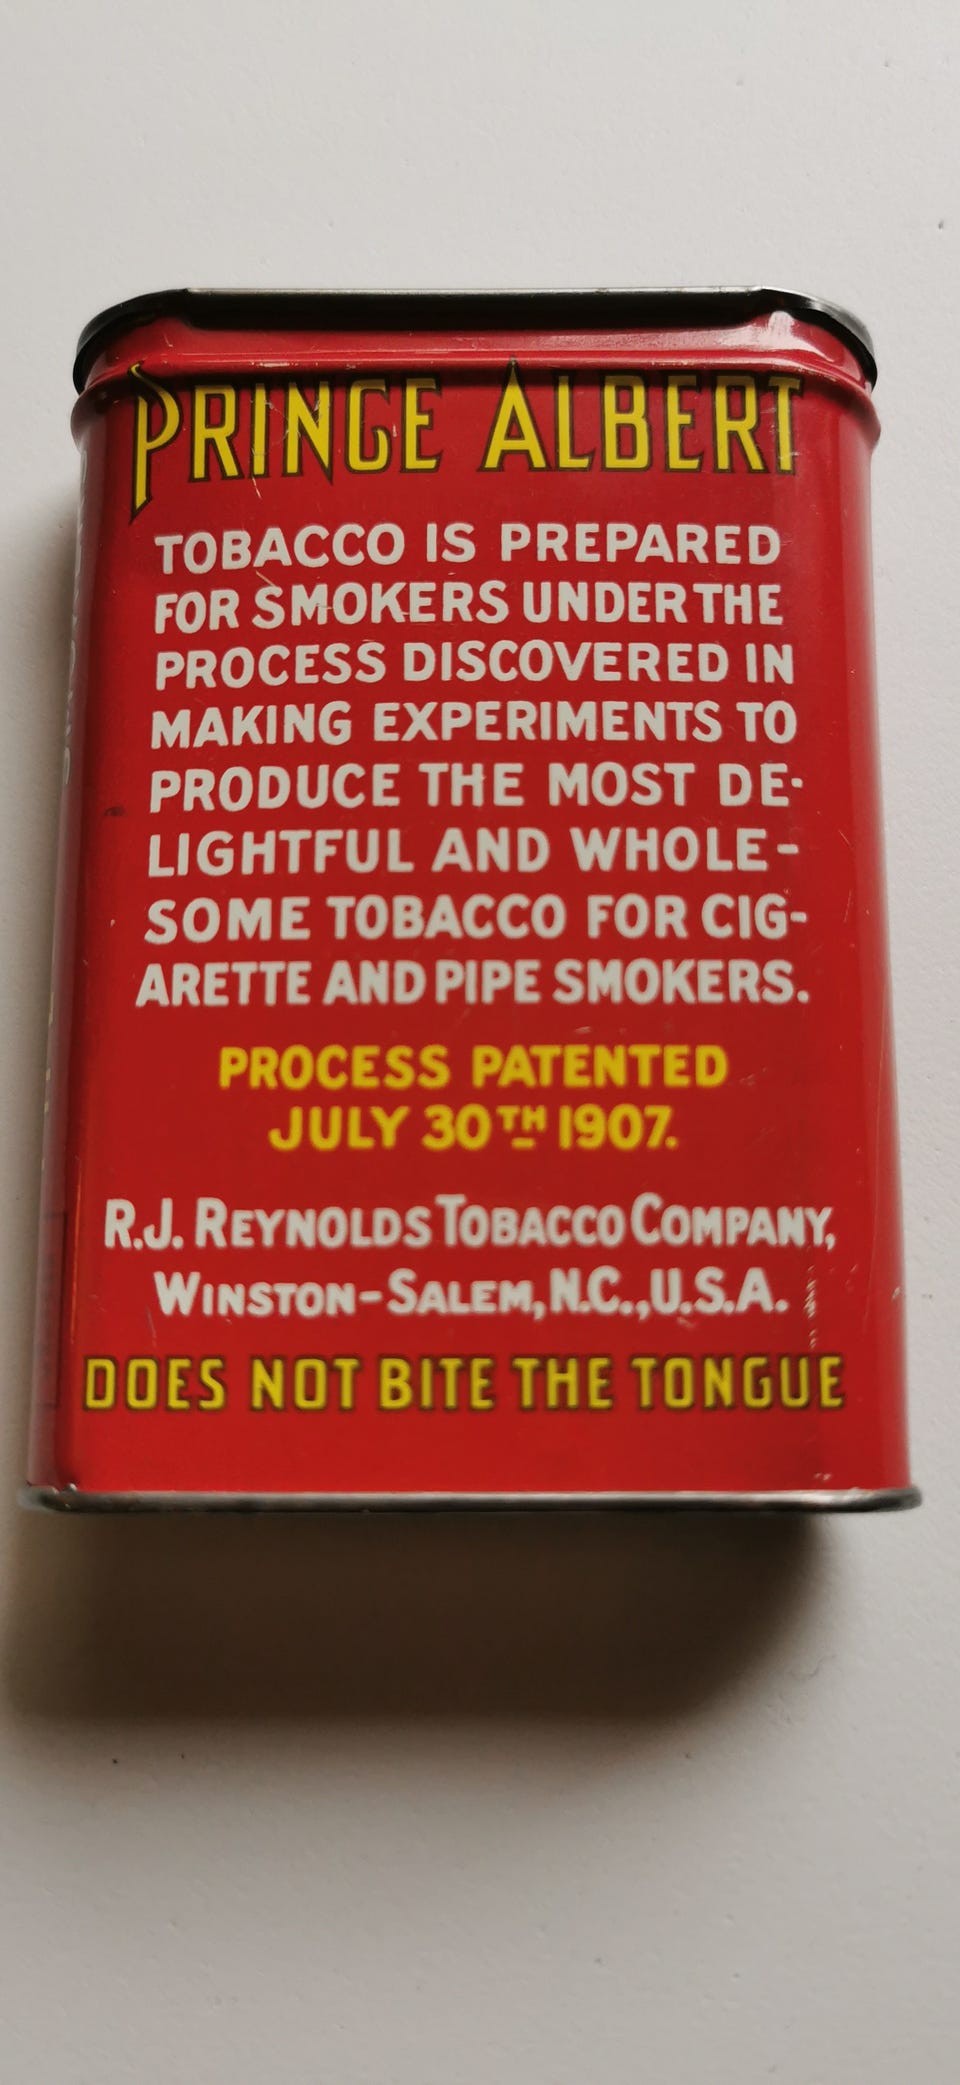 PRINCE ALBERT
TOBACCO IS PREPARED
FOR SMOKERS UNDER THE
PROCESS DISCOVERED IN
MAKING EXPERIMENTS TO
PRODUCE THE MOST DE-
LIGHTFUL AND WHOLE-
SOME TOBACCO FOR CIG-
ARETTE AND PIPE SMOKERS.
PROCESS PATENTED
JULY 30TH 1907.
R.J. REYNOLDS TOBACCO COMPANY,
WINSTON-SALEM, N.C., U.S.A.
DOES NOT BITE THE TONGUE